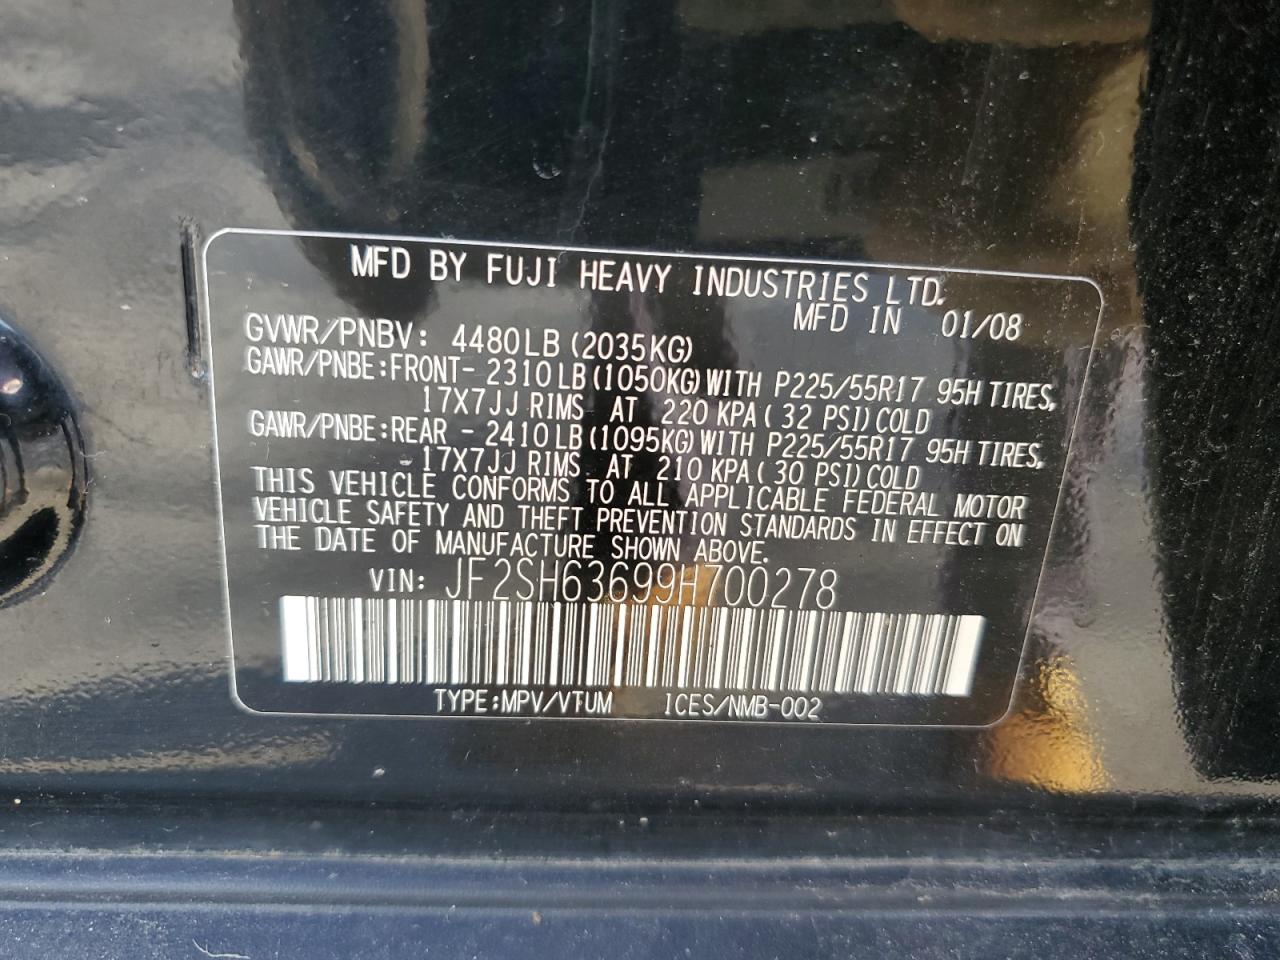 MFD BY FUJI HEAVY INDUSTRIES LTD.
MFD IN 01/08
GVWR/PNBV: 4480LB (2035KG)
GAWR/PNBE:FRONT- 2310LB(1050KG)WITH P225/55R17 95H TIRES,
17X7JJ RIMS AT 220 KPA( 32 PSI)COLD
GAWR/PNBE:REAR - 2410LB(1095KG)WITH P225/55R17 95H TIRES,
17X7JJ RIMS AT 210 KPA( 30 PSI)COLD
THIS VEHICLE CONFORMS TO ALL APPLICABLE FEDERAL MOTOR
VEHICLE SAFETY AND THEFT PREVENTION STANDARDS IN EFFECT ON
THE DATE OF MANUFACTURE SHOWN ABOVE.
VIN: JF2SH63699H700278
TYPE:MPV/VTUM ICES/NMB-002